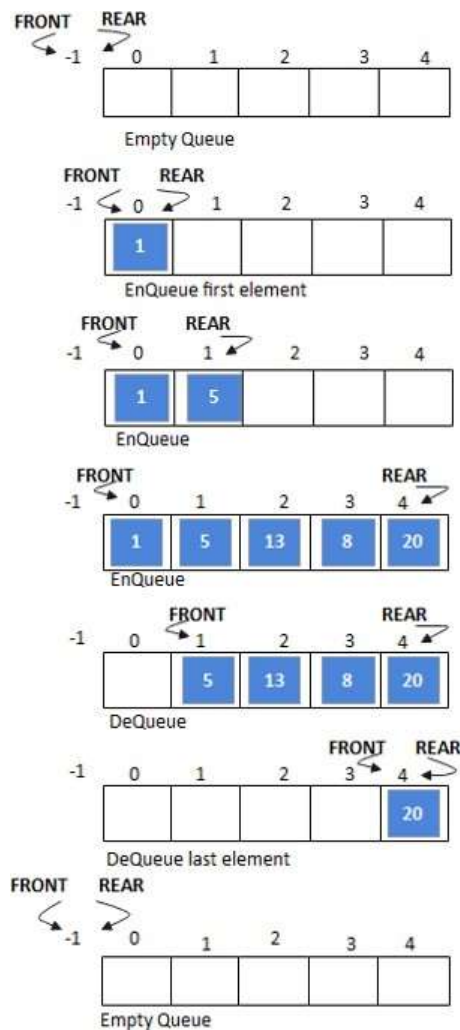 FRONT REAR
-1 0 1 2 3 4
Empty Queue
FRONT REAR
-1 0 1 2 3 4
1
EnQueue first element
FRONT REAR
-1 0 1 2 3 4
1 5
EnQueue
FRONT REAR
-1 0 1 2 3 4
1 5 13 8 20
EnQueue
FRONT REAR
-1 0 1 2 3 4
5 13 8 20
DeQueue
FRONT REAR
-1 0 1 2 3 4
20
DeQueue last element
FRONT REAR
-1 0 1 2 3 4
Empty Queue